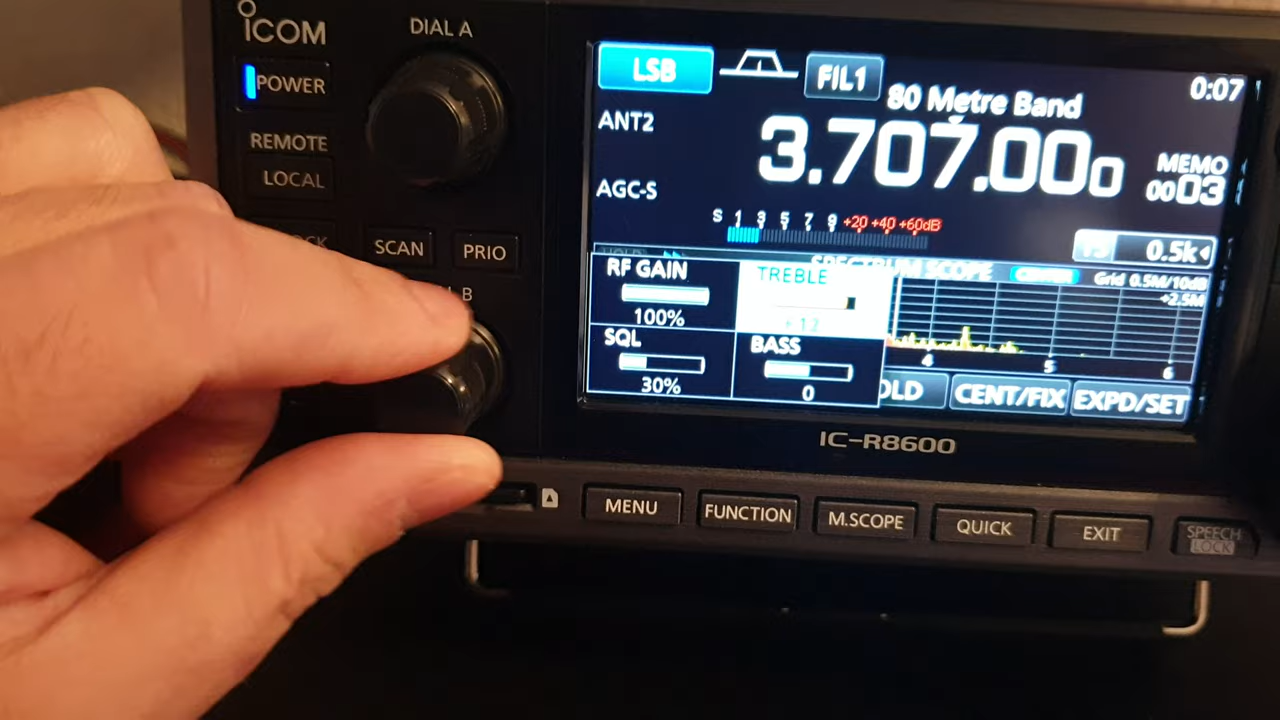 ICOM
DIAL A
POWER
REMOTE
LOCAL
SCAN
PRIO
LSB
FIL1
80 Metre Band
0:07
ANT2
3.707.000
MEMO
0003
AGC-S
S 1 3 5 7 9 +20 +40 +60dB
TS 0.5k
SPECTRUM SCOPE
CENTER
Grid 0.5M/10dB
+2.5M
RF GAIN
100%
TREBLE
+12
SQL
30%
BASS
0
4 5 6
OLD
CENT/FIX
EXPD/SET
IC-R8600
MENU
FUNCTION
M.SCOPE
QUICK
EXIT
SPEECH
LOCK